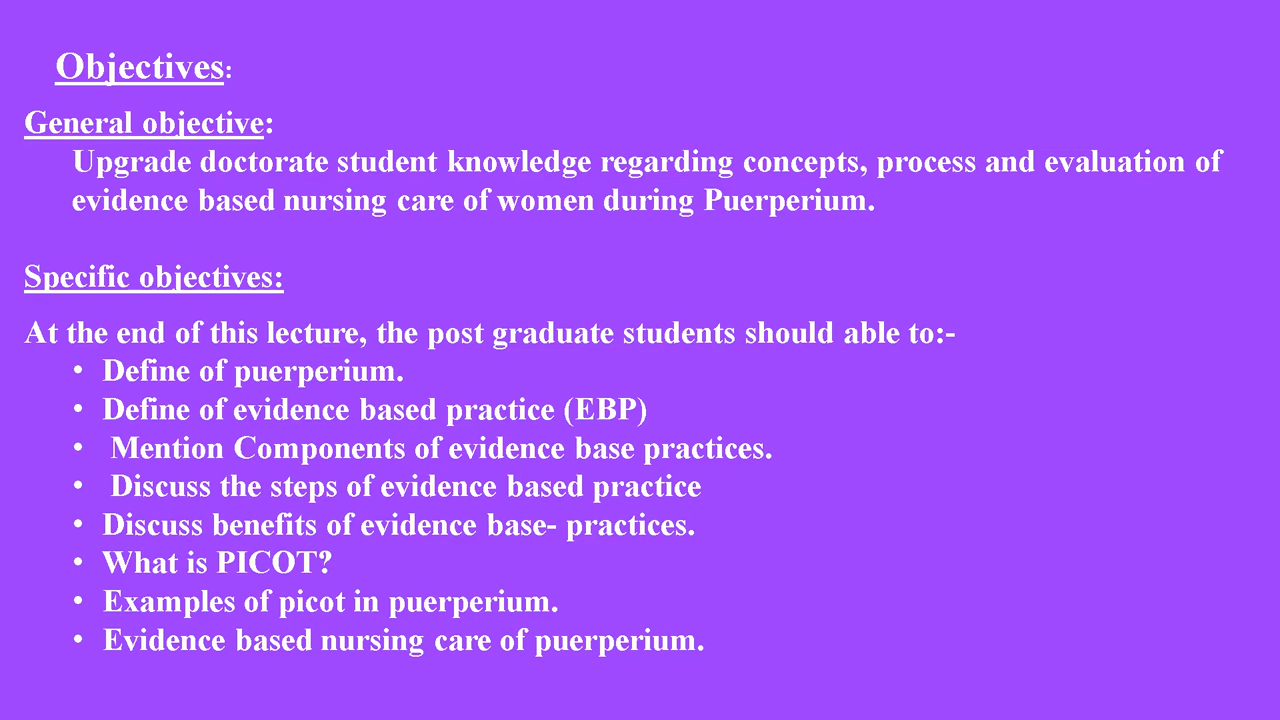 Objectives:
General objective:
Upgrade doctorate student knowledge regarding concepts, process and evaluation of
evidence based nursing care of women during Puerperium.
Specific objectives:
At the end of this lecture, the post graduate students should able to:-
• Define of puerperium.
• Define of evidence based practice (EBP)
• Mention Components of evidence base practices.
• Discuss the steps of evidence based practice
• Discuss benefits of evidence base- practices.
• What is PICOT?
• Examples of picot in puerperium.
• Evidence based nursing care of puerperium.